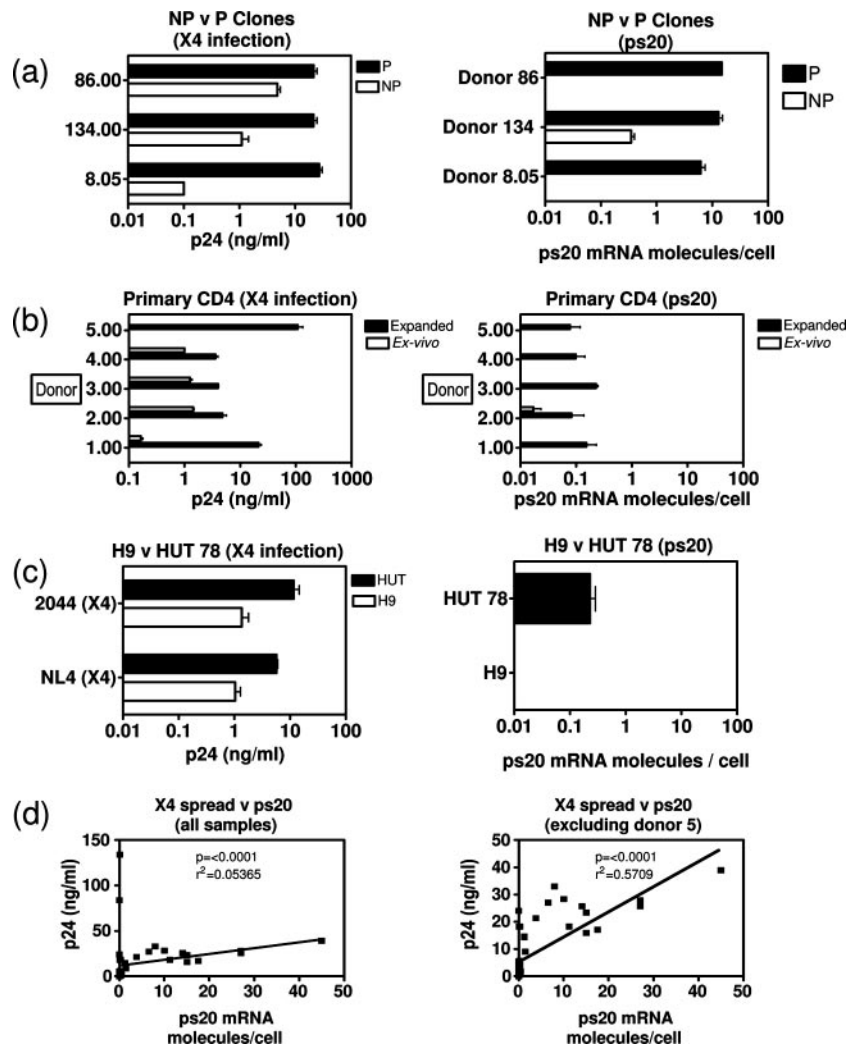 (a)
NP v P Clones
(X4 infection)
86.00
134.00
8.05
P
NP
0.01 0.1 1 10 100
p24 (ng/ml)
NP v P Clones
(ps20)
Donor 86
Donor 134
Donor 8.05
P
NP
0.01 0.1 1 10 100
ps20 mRNA molecules/cell
(b)
Primary CD4 (X4 infection)
5.00
4.00
3.00
2.00
1.00
Donor
Expanded
Ex-vivo
0.1 1 10 100 1000
p24 (ng/ml)
Primary CD4 (ps20)
5.00
4.00
3.00
2.00
1.00
Donor
Expanded
Ex-vivo
0.01 0.1 1 10 100
ps20 mRNA molecules/cell
(c)
H9 v HUT 78 (X4 infection)
2044 (X4)
NL4 (X4)
HUT
H9
0.01 0.1 1 10 100
p24 (ng/ml)
H9 v HUT 78 (ps20)
HUT 78
H9
0.01 0.1 1 10 100
ps20 mRNA molecules / cell
(d)
X4 spread v ps20
(all samples)
p=<0.0001
r²=0.05365
150
100
50
0
p24 (ng/ml)
0 10 20 30 40 50
ps20 mRNA
molecules/cell
X4 spread v ps20
(excluding donor 5)
p=<0.0001
r²=0.5709
50
40
30
20
10
0
p24 (ng/ml)
0 10 20 30 40 50
ps20 mRNA
molecules/cell